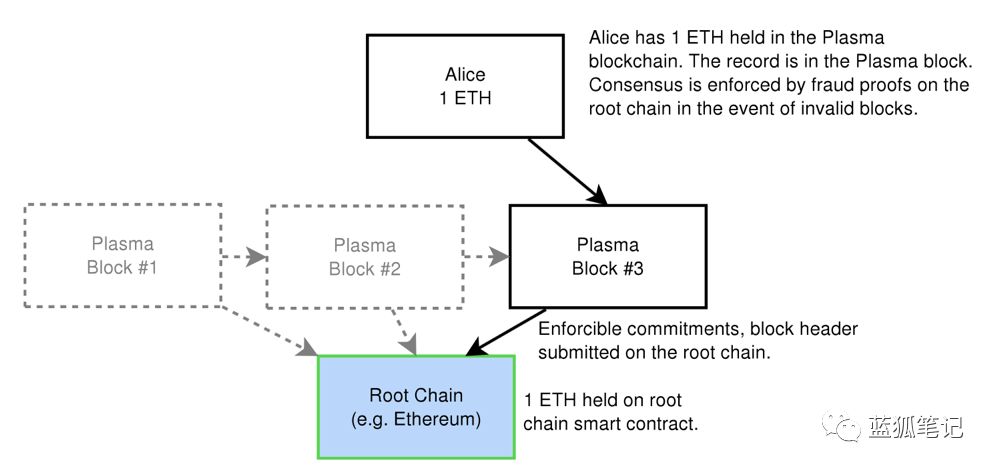 Alice has 1 ETH held in the Plasma
blockchain. The record is in the Plasma block.
Consensus is enforced by fraud proofs on the
root chain in the event of invalid blocks.
Alice
1 ETH
Plasma
Block #1
Plasma
Block #2
Plasma
Block #3
Enforcible commitments, block header
submitted on the root chain.
Root Chain
(e.g. Ethereum)
1 ETH held on root
chain smart contract.
蓝狐笔记